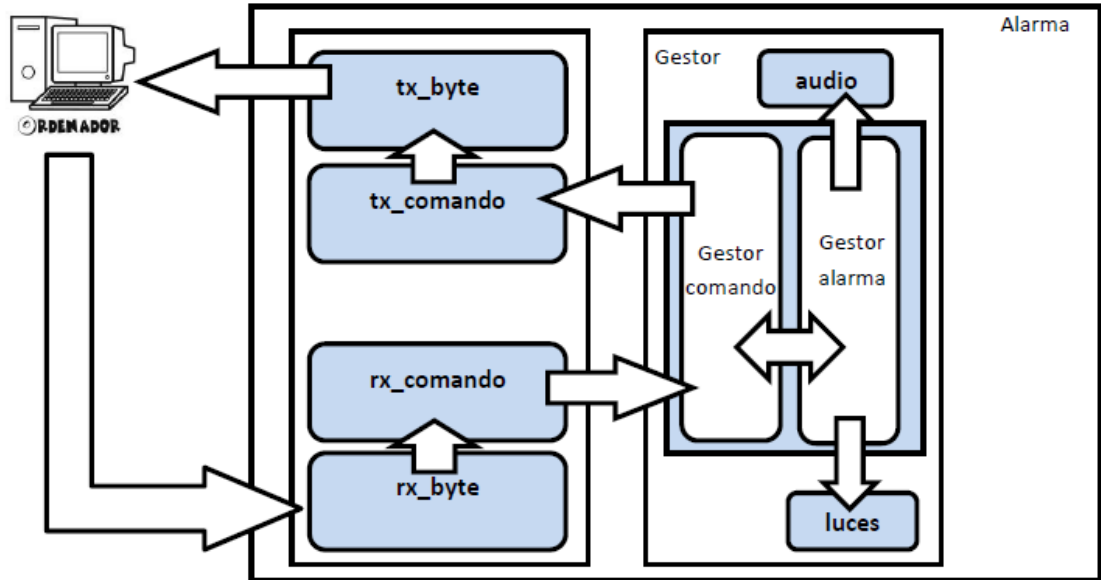 Alarma
ORDENADOR
tx_byte
tx_comando
rx_comando
rx_byte
Gestor
audio
Gestor
comando
Gestor
alarma
luces